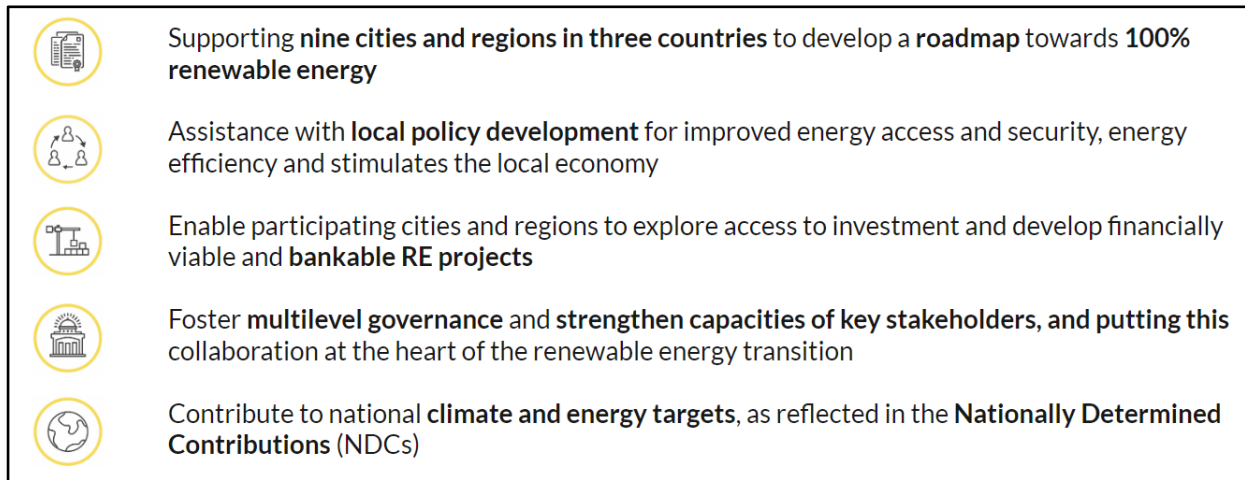 Supporting nine cities and regions in three countries to develop a roadmap towards 100%
renewable energy
Assistance with local policy development for improved energy access and security, energy
efficiency and stimulates the local economy
Enable participating cities and regions to explore access to investment and develop financially
viable and bankable RE projects
Foster multilevel governance and strengthen capacities of key stakeholders, and putting this
collaboration at the heart of the renewable energy transition
Contribute to national climate and energy targets, as reflected in the Nationally Determined
Contributions (NDCs)